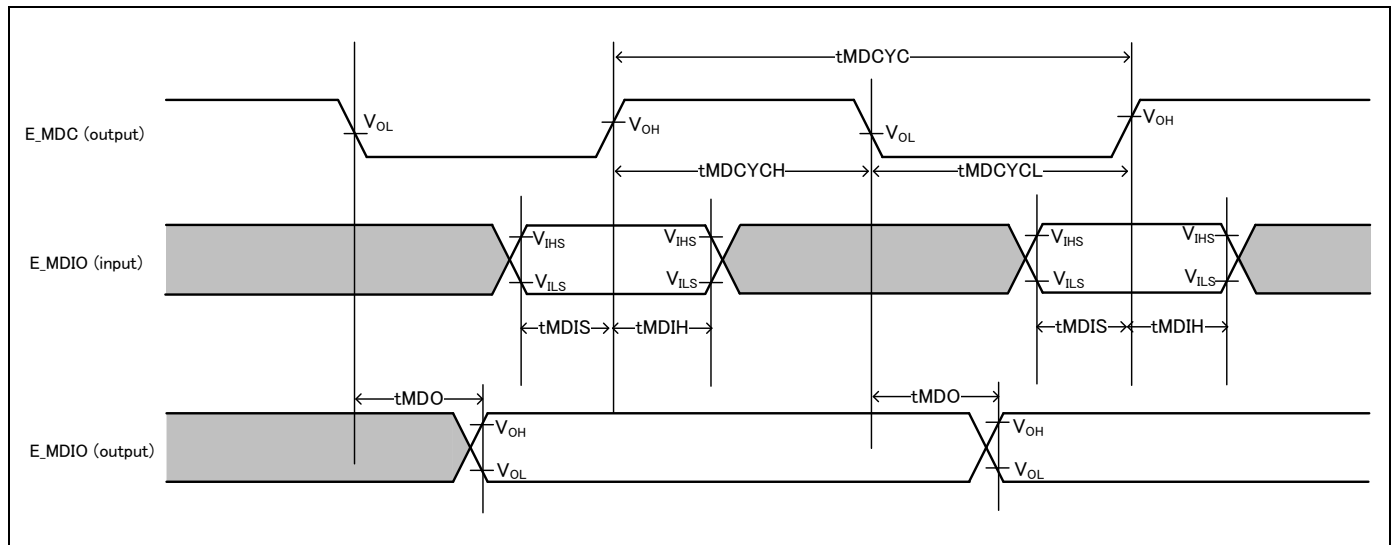 tMDCYC
E_MDC (output)
VOL
VOH
VOL
VOH
tMDCYCH
tMDCYCL
E_MDIO (input)
VIHS
VIHS
VIHS
VIHS
VILS
VILS
VILS
VILS
tMDIS
tMDIH
tMDIS
tMDIH
tMDO
tMDO
E_MDIO (output)
VOH
VOH
VOL
VOL